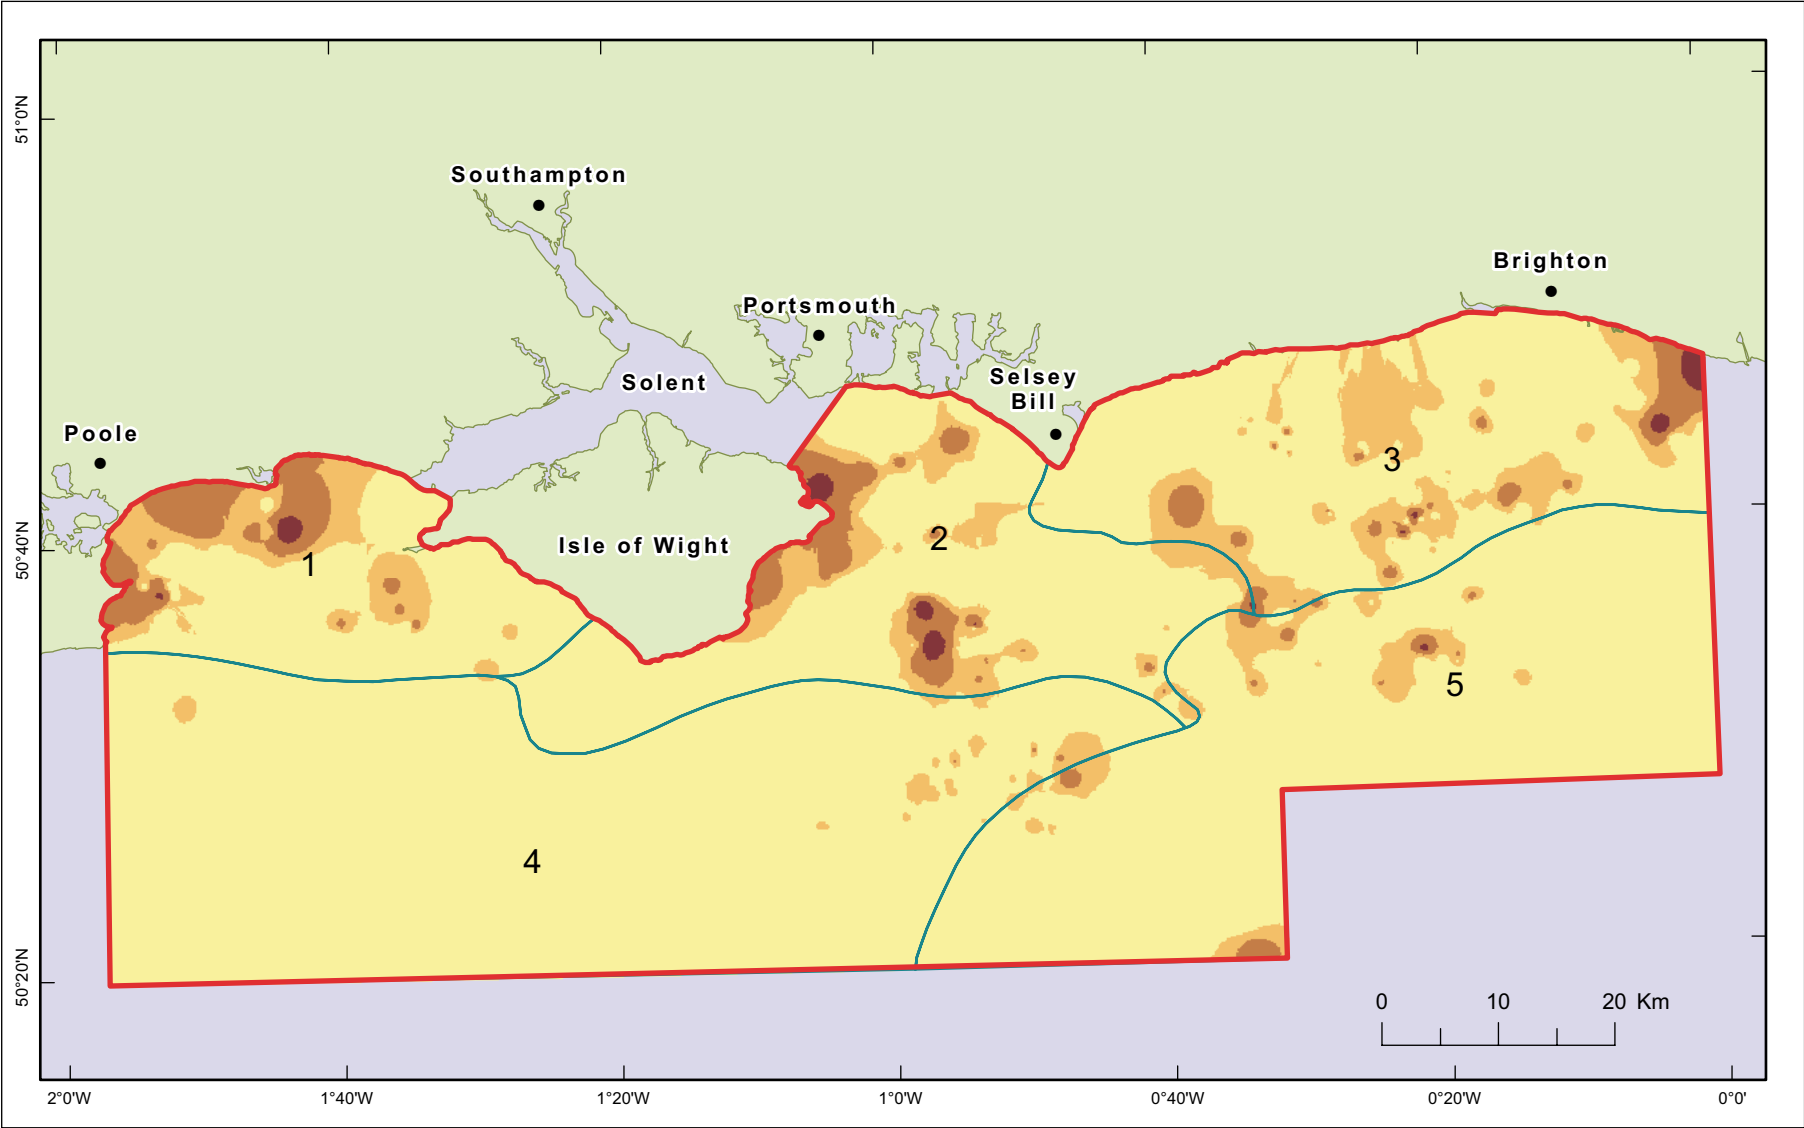 51°0'N
Southampton
Brighton
Portsmouth
Solent
Selsey
Bill
Poole
3
50°40'N
Isle of Wight
2
1
5
4
50°20'N
0 10 20 Km
2°0'W 1°40'W 1°20'W 1°0'W 0°40'W 0°20'W 0°0'